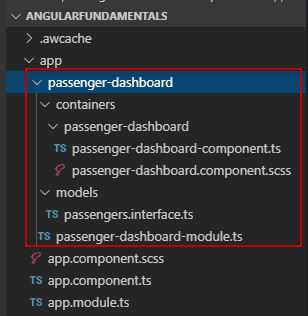 ANGULARFUNDAMENTALS
.awcache
app
passenger-dashboard
containers
passenger-dashboard
TS passenger-dashboard-component.ts
passenger-dashboard.component.scss
models
TS passengers.interface.ts
TS passenger-dashboard-module.ts
app.component.scss
TS app.component.ts
TS app.module.ts